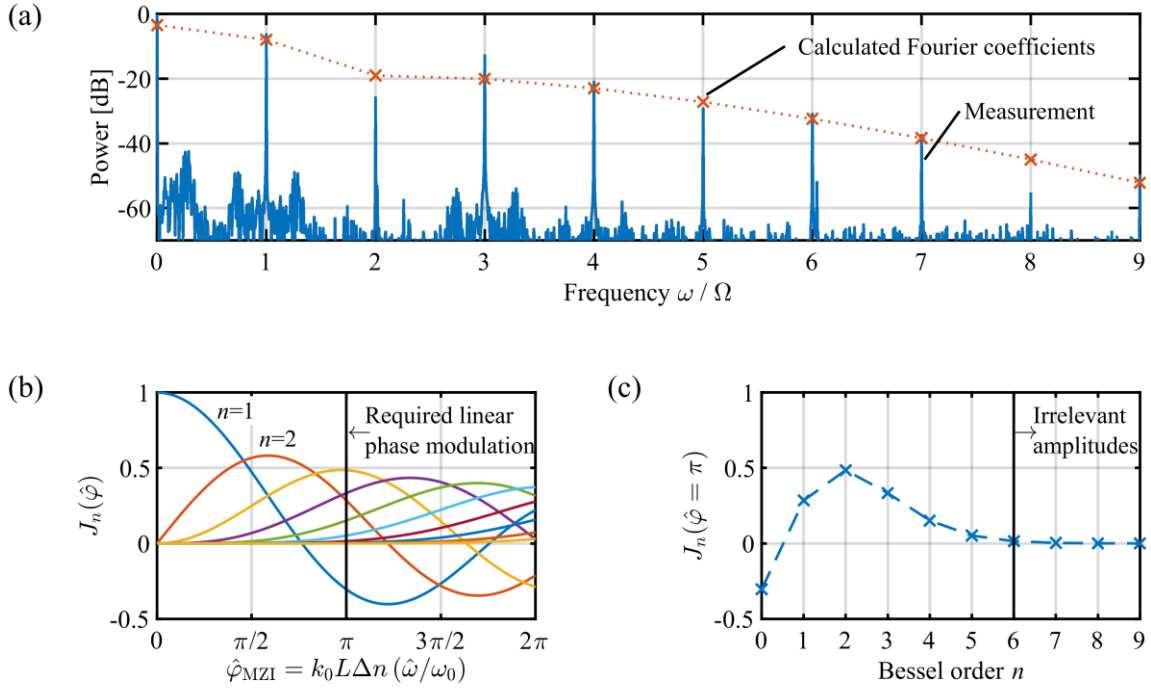 (a)
0
-20
-40
-60
Power [dB]
Calculated Fourier coefficients
Measurement
0 1 2 3 4 5 6 7 8 9
Frequency ω / Ω
(b)
1
0.5
0
-0.5
J_n(φ̂)
n=1
n=2
Required linear
←phase modulation
0 π/2 π 3π/2 2π
φ̂_MZI = k_0 L Δn (ω̂/ω_0)
(c)
1
0.5
0
-0.5
J_n(φ̂ = π)
Irrelevant
→amplitudes
0 1 2 3 4 5 6 7 8 9
Bessel order n